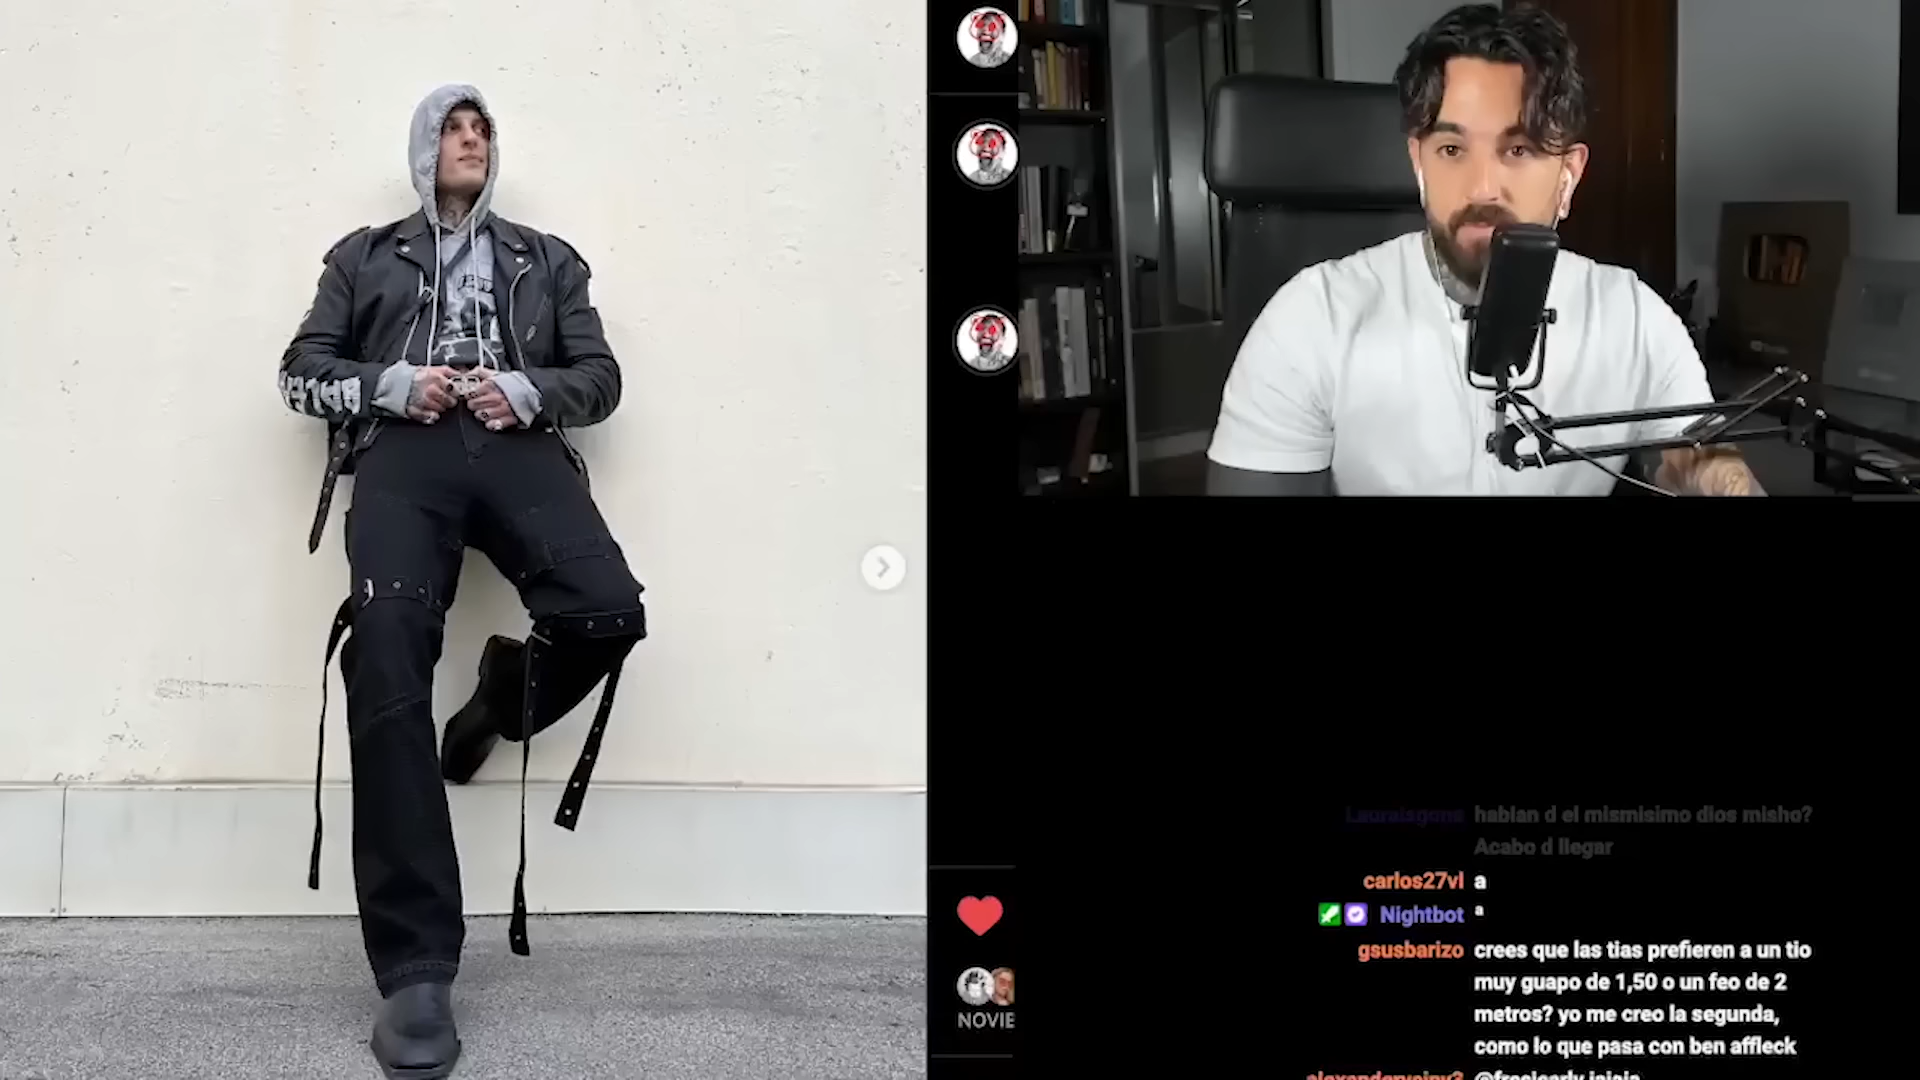 NOVIE
hablan d el mismisimo dios misho?
Acabo d llegar
carlos27vl a
Nightbot a
gsusbarizo crees que las tias prefieren a un tio
muy guapo de 1,50 o un feo de 2
metros? yo me creo la segunda,
como lo que pasa con ben affleck